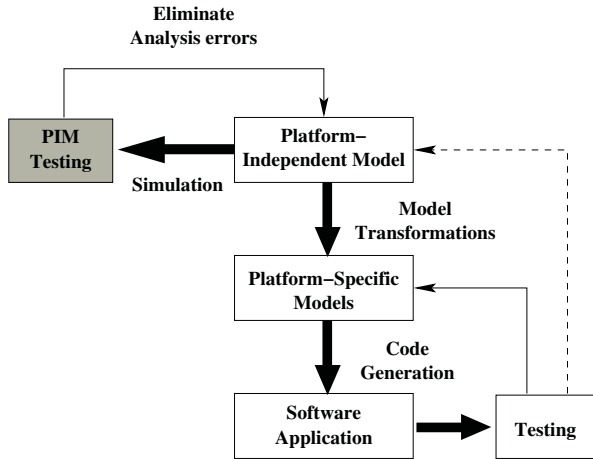 Eliminate
Analysis errors
PIM
Testing
Platform−
Independent Model
Simulation
Model
Transformations
Platform−Specific
Models
Code
Generation
Software
Application
Testing